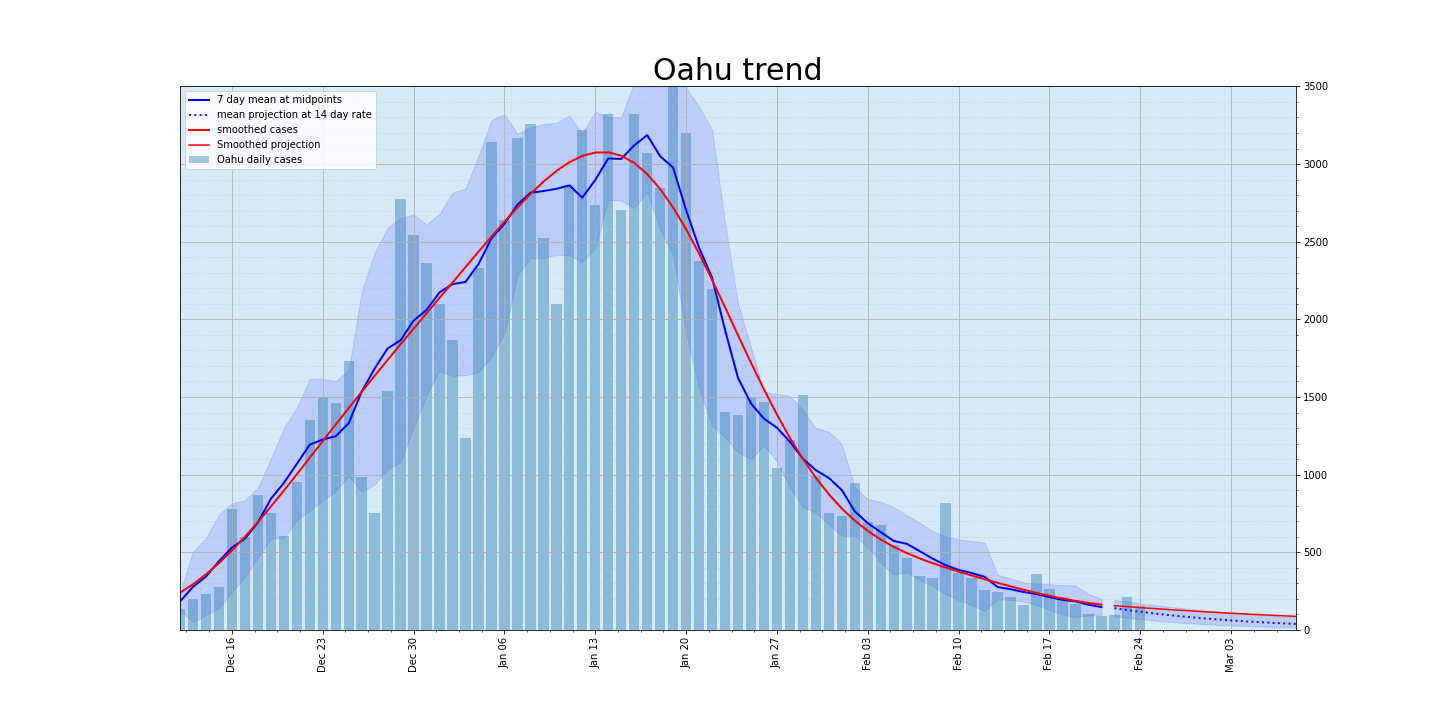 Oahu trend
7 day mean at midpoints
mean projection at 14 day rate
smoothed cases
Smoothed projection
Oahu daily cases
3500
3000
2500
2000
1500
1000
500
0
Dec 16
Dec 23
Dec 30
Jan 06
Jan 13
Jan 20
Jan 27
Feb 03
Feb 10
Feb 17
Feb 24
Mar 03